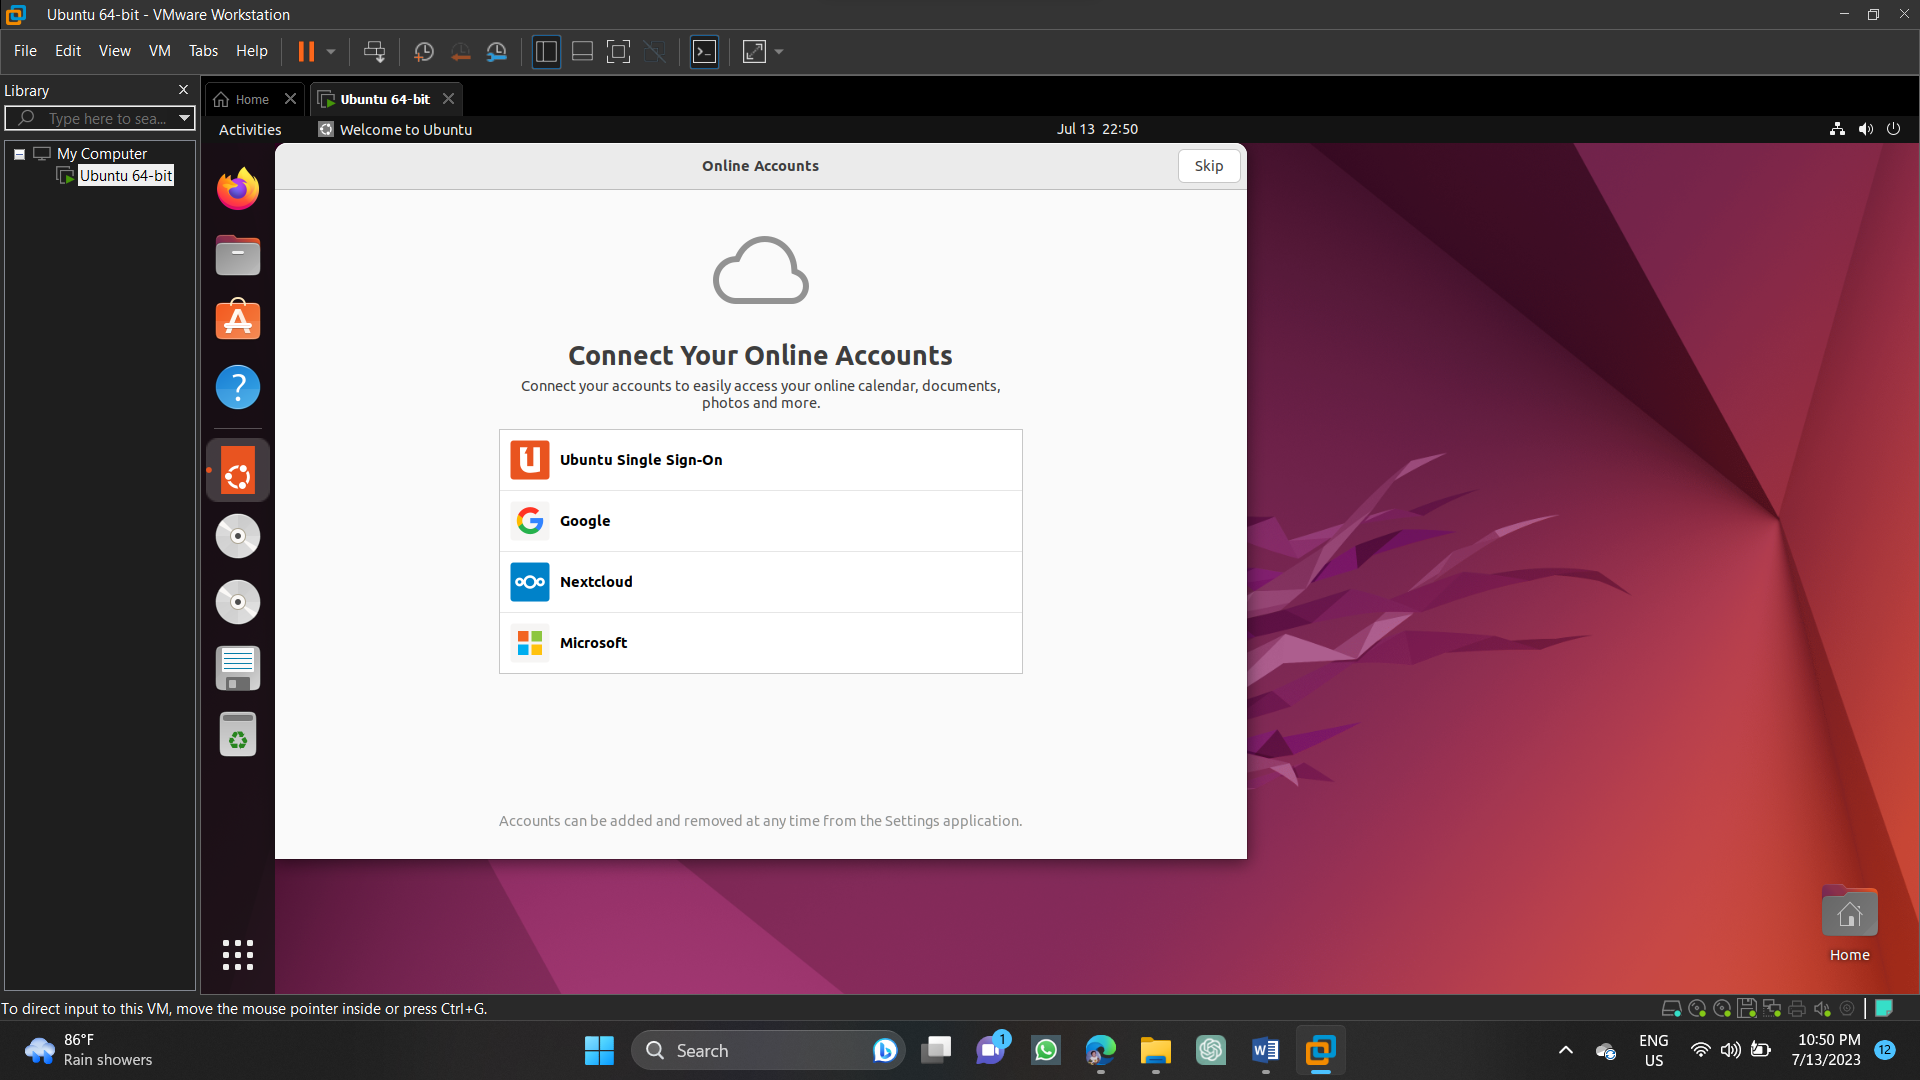 Ubuntu 64-bit - VMware Workstation
File Edit View VM Tabs Help
Library
Type here to sea...
My Computer
Ubuntu 64-bit
Home
Ubuntu 64-bit
Activities
Welcome to Ubuntu
Jul 13 22:50
Online Accounts
Skip
Connect Your Online Accounts
Connect your accounts to easily access your online calendar, documents,
photos and more.
Ubuntu Single Sign-On
Google
Nextcloud
Microsoft
Accounts can be added and removed at any time from the Settings application.
Home
To direct input to this VM, move the mouse pointer inside or press Ctrl+G.
86°F
Rain showers
Search
1
ENG
US
10:50 PM
7/13/2023
12